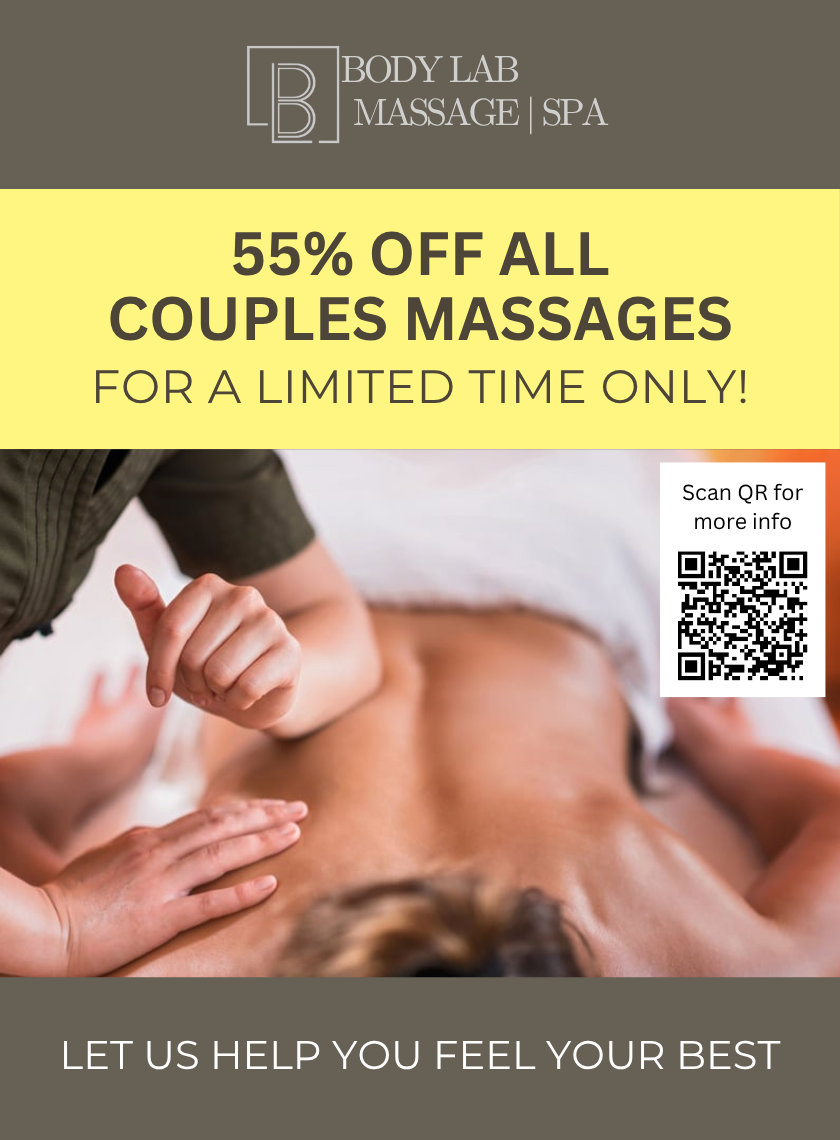 BODY LAB
MASSAGE | SPA
55% OFF ALL
COUPLES MASSAGES
FOR A LIMITED TIME ONLY!
Scan QR for
more info
LET US HELP YOU FEEL YOUR BEST